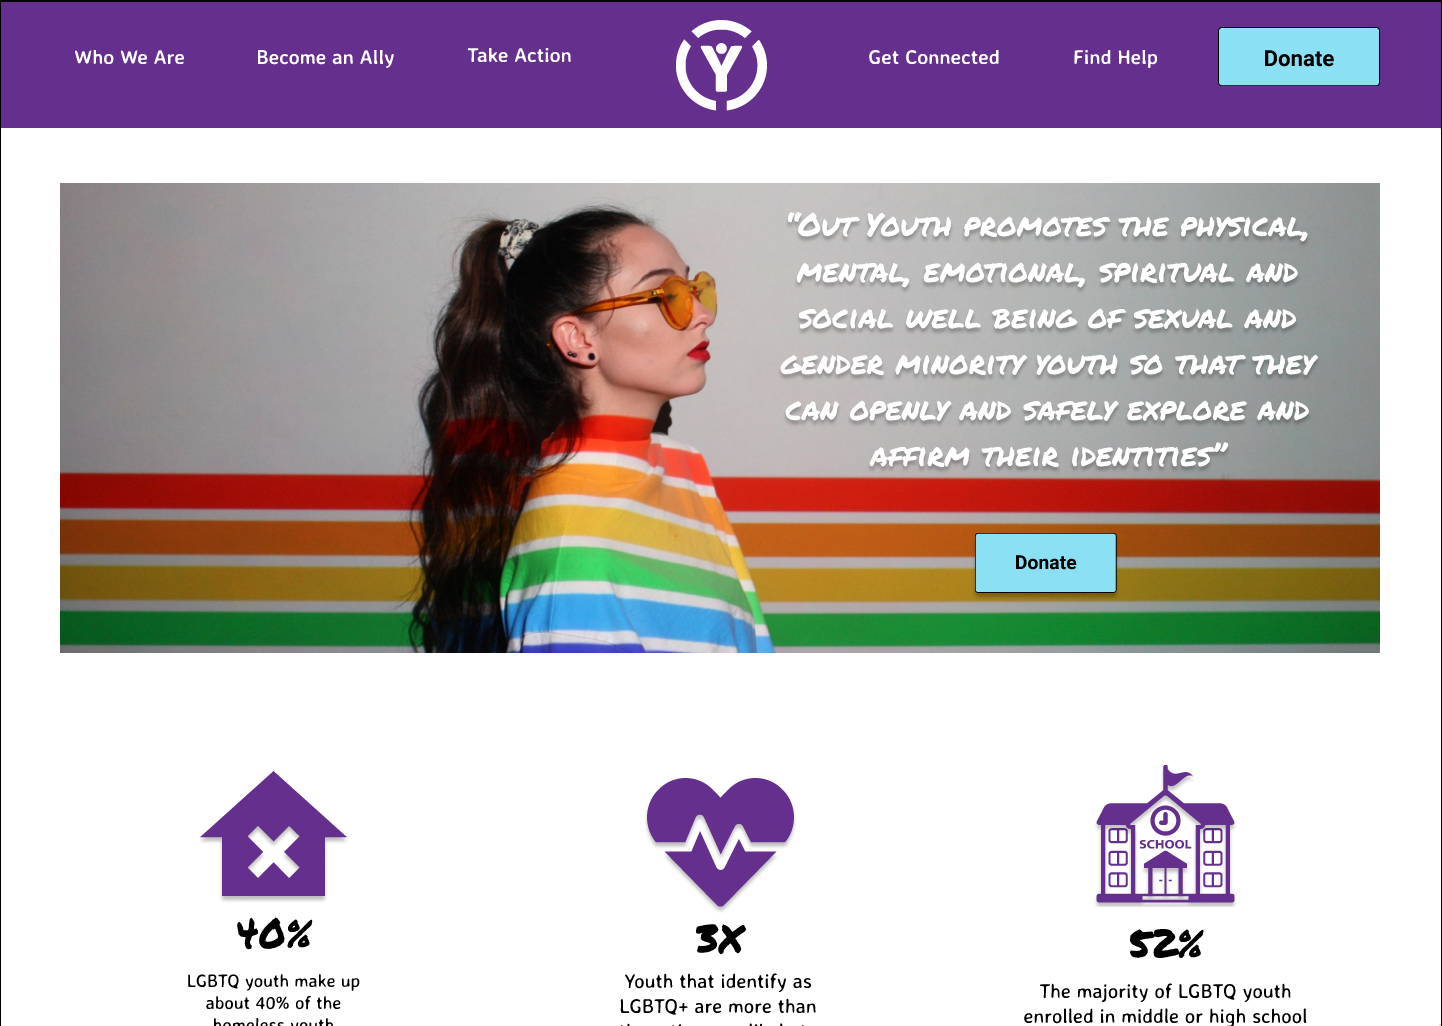 Who We Are
Become an Ally
Take Action
Y
Get Connected
Find Help
Donate
"Out Youth promotes the physical,
mental, emotional, spiritual and
social well being of sexual and
gender minority youth so that they
can openly and safely explore and
affirm their identities"
Donate
SCHOOL
40%
3X
52%
LGBTQ youth make up
about 40% of the
homeless youth
Youth that identify as
LGBTQ+ are more than
The majority of LGBTQ youth
enrolled in middle or high school